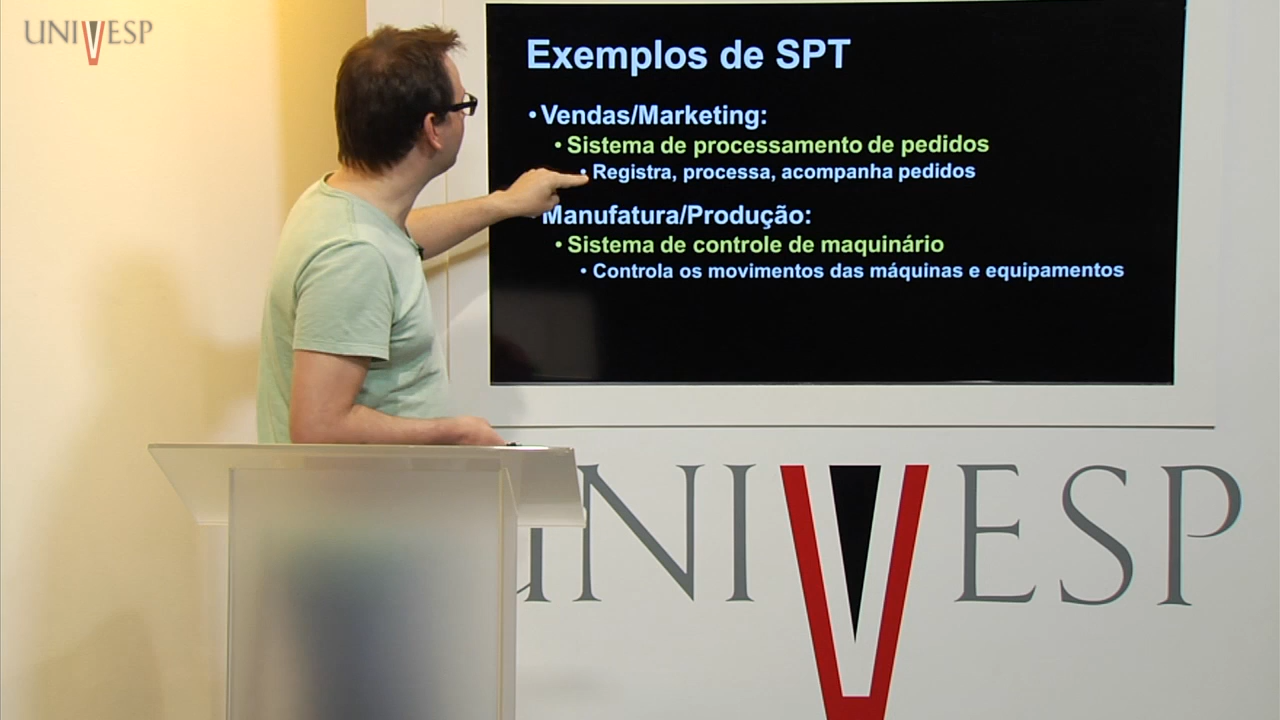 UNIVESP
Exemplos de SPT
• Vendas/Marketing:
• Sistema de processamento de pedidos
• Registra, processa, acompanha pedidos
• Manufatura/Produção:
• Sistema de controle de maquinário
• Controla os movimentos das máquinas e equipamentos
UNIVESP